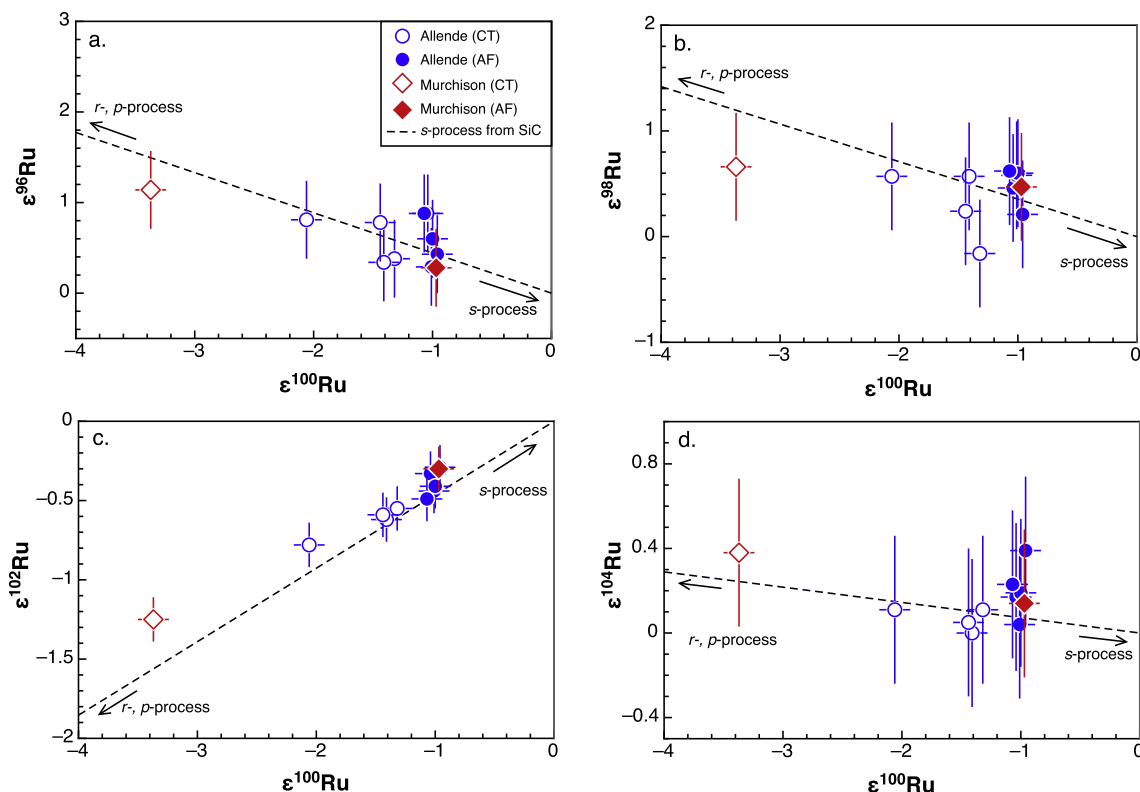 3
2
1
0
−4
−3
−2
−1
0
ε96Ru
ε100Ru
a.
Allende (CT)
Allende (AF)
Murchison (CT)
Murchison (AF)
s-process from SiC
r-, p-process
s-process
2
1
0
−1
−4
−3
−2
−1
0
ε98Ru
ε100Ru
b.
r-, p-process
s-process
0
−0.5
−1
−1.5
−2
−4
−3
−2
−1
0
ε102Ru
ε100Ru
c.
s-process
r-, p-process
0.8
0.4
0
−0.4
−4
−3
−2
−1
0
ε104Ru
ε100Ru
d.
r-, p-process
s-process